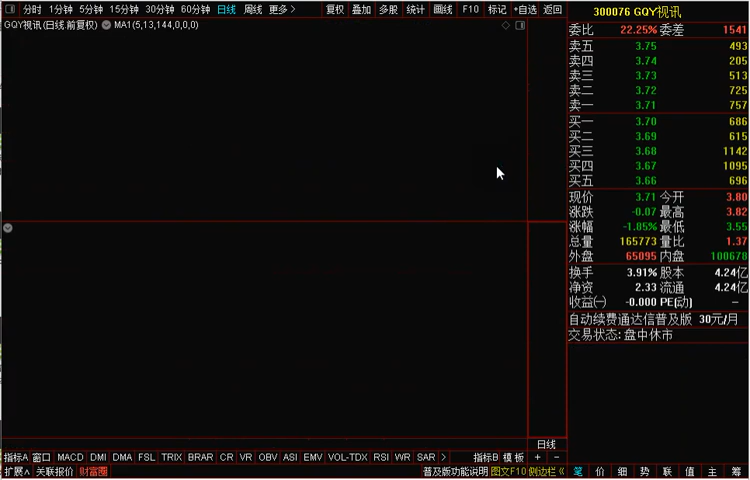 分时 1分钟 5分钟 15分钟 30分钟 60分钟 日线 周线 更多> 复权 叠加 多股 统计 画线 F10 标记 +自选 返回
300076 GQY视讯
GQY视讯(日线.前复权) MA1(5,13,144,0,0,0)
委比 22.25% 委差 1541
卖五 3.75 493
卖四 3.74 205
卖三 3.73 513
卖二 3.72 725
卖一 3.71 757
买一 3.70 686
买二 3.69 615
买三 3.68 1142
买四 3.67 1095
买五 3.66 696
现价 3.71 今开 3.80
涨跌 -0.07 最高 3.82
涨幅 -1.85% 最低 3.55
总量 165773 量比 1.37
外盘 65095 内盘 100678
换手 3.91% 股本 4.24亿
净资 2.33 流通 4.24亿
收益㈠ -0.000 PE(动) —
自动续费通达信普及版 30元/月
交易状态: 盘中休市
日线
指标A 窗口 MACD DMI DMA FSL TRIX BRAR CR VR OBV ASI EMV VOL-TDX RSI WR SAR > 指标B 模板 + -
扩展∧ 关联报价 财富圈 普及版功能说明 图文F10 侧边栏《 笔 价 细 势 联 值 主 筹